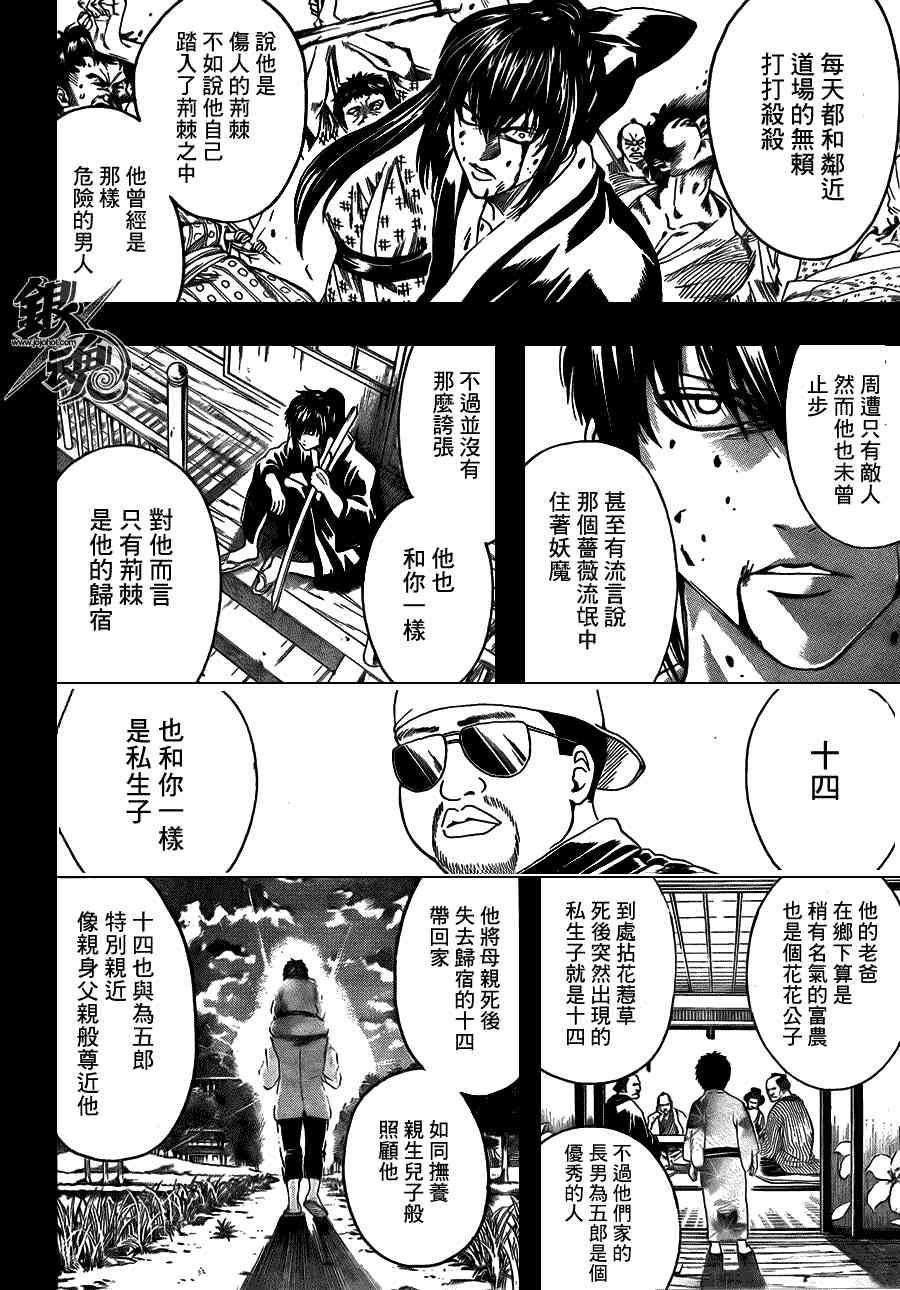 每天都和鄰近
道場的無賴
打打殺殺
說他是
傷人的荊棘
不如說他自己
踏入了荊棘之中
他曾經是
那樣
危險的男人
銀魂
www.jojohot.com
周遭只有敵人
然而他也未曾
止步
甚至有流言說
那個薔薇流氓中
住著妖魔
不過並沒有
那麼誇張
他也
和你一樣
對他而言
只有荊棘
是他的歸宿
十四
也和你一樣
是私生子
他的老爸
在鄉下算是
稍有名氣的富農
也是個花花公子
到處拈花惹草
死後突然出現的
私生子就是十四
不過他們家的
長男為五郎是個
優秀的人
他將母親死後
失去歸宿的十四
帶回家
如同撫養
親生兒子般
照顧他
十四也與為五郎
特別親近
像親身父親般尊近他